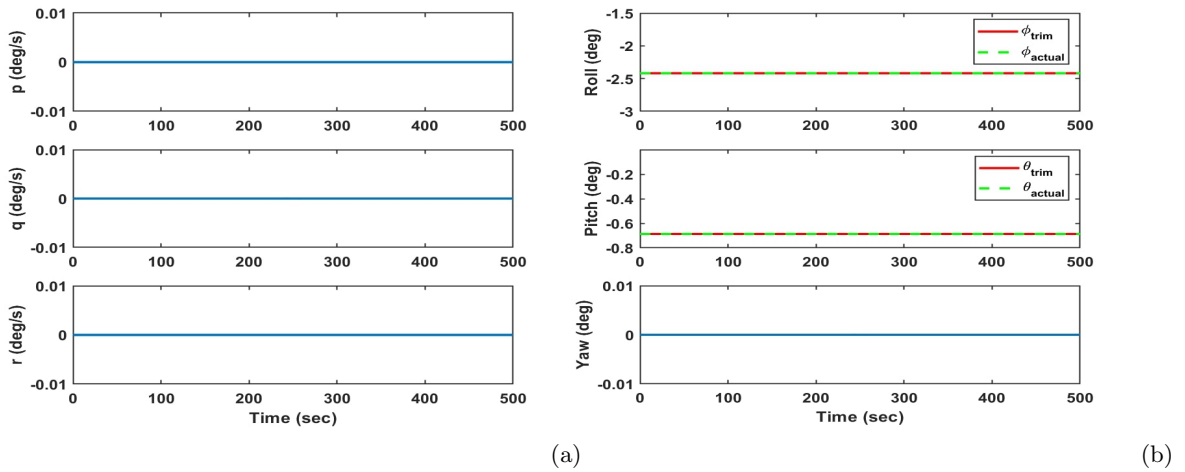 p (deg/s)
0.01
0
-0.01
0 100 200 300 400 500
q (deg/s)
0.01
0
-0.01
0 100 200 300 400 500
r (deg/s)
0.01
0
-0.01
0 100 200 300 400 500
Time (sec)
(a)
Roll (deg)
-1.5
-2
-2.5
-3
0 100 200 300 400 500
ϕtrim
ϕactual
Pitch (deg)
-0.2
-0.4
-0.6
-0.8
0 100 200 300 400 500
θtrim
θactual
Yaw (deg)
0.01
0
-0.01
0 100 200 300 400 500
Time (sec)
(b)